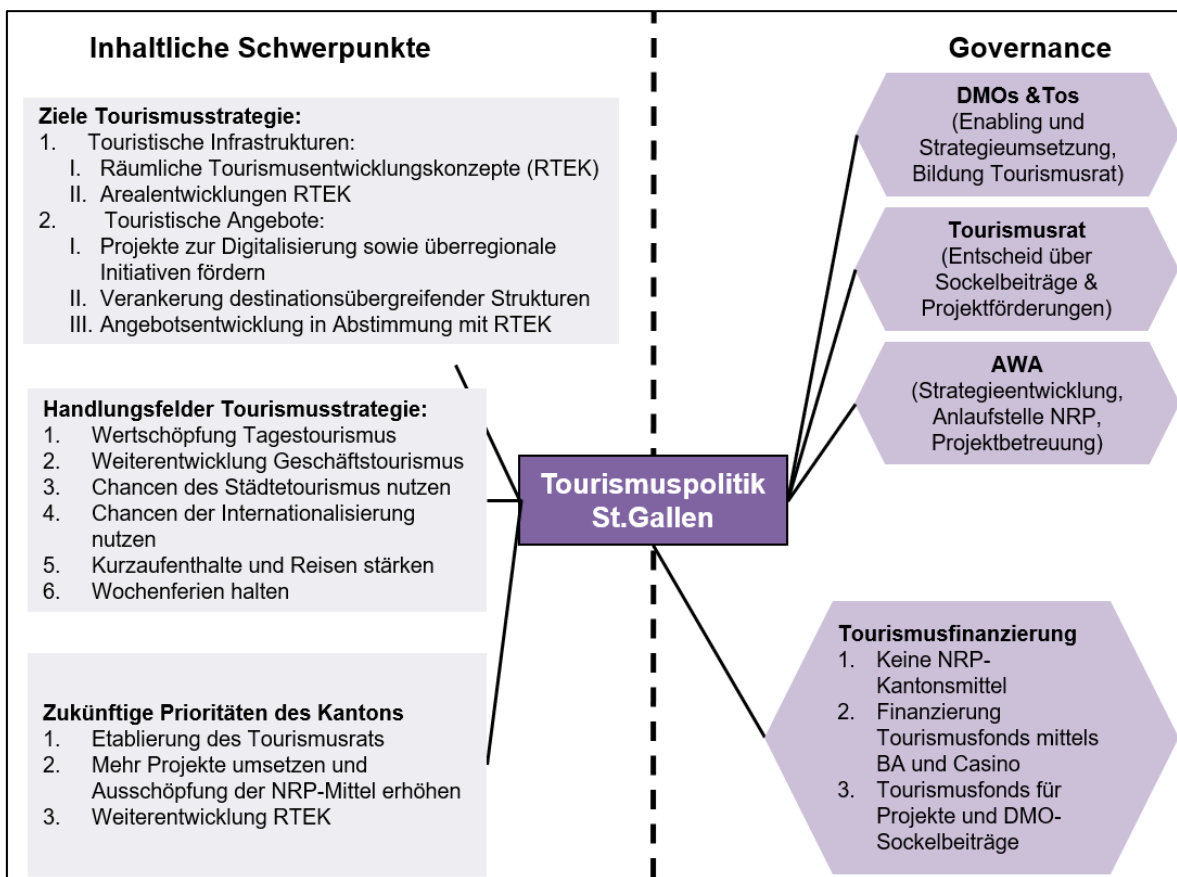 Inhaltliche Schwerpunkte
Ziele Tourismusstrategie:
1. Touristische Infrastrukturen:
I. Räumliche Tourismusentwicklungskonzepte (RTEK)
II. Arealentwicklungen RTEK
2. Touristische Angebote:
I. Projekte zur Digitalisierung sowie überregionale
Initiativen fördern
II. Verankerung destinationsübergreifender Strukturen
III. Angebotsentwicklung in Abstimmung mit RTEK
Handlungsfelder Tourismusstrategie:
1. Wertschöpfung Tagestourismus
2. Weiterentwicklung Geschäftstourismus
3. Chancen des Städtetourismus nutzen
4. Chancen der Internationalisierung
nutzen
5. Kurzaufenthalte und Reisen stärken
6. Wochenferien halten
Zukünftige Prioritäten des Kantons
1. Etablierung des Tourismusrats
2. Mehr Projekte umsetzen und
Ausschöpfung der NRP-Mittel erhöhen
3. Weiterentwicklung RTEK
Tourismuspolitik
St.Gallen
Governance
DMOs &Tos
(Enabling und
Strategieumsetzung,
Bildung Tourismusrat)
Tourismusrat
(Entscheid über
Sockelbeiträge &
Projektförderungen)
AWA
(Strategieentwicklung,
Anlaufstelle NRP,
Projektbetreuung)
Tourismusfinanzierung
1. Keine NRP-
Kantonsmittel
2. Finanzierung
Tourismusfonds mittels
BA und Casino
3. Tourismusfonds für
Projekte und DMO-
Sockelbeiträge